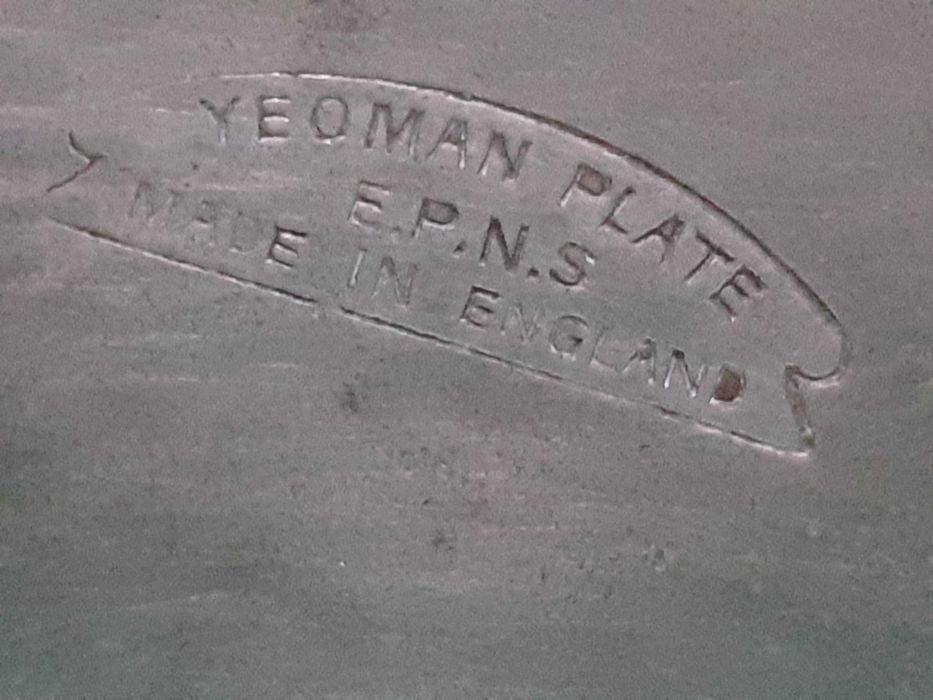 YEOMAN PLATE
E.P.N.S
MADE IN ENGLAND